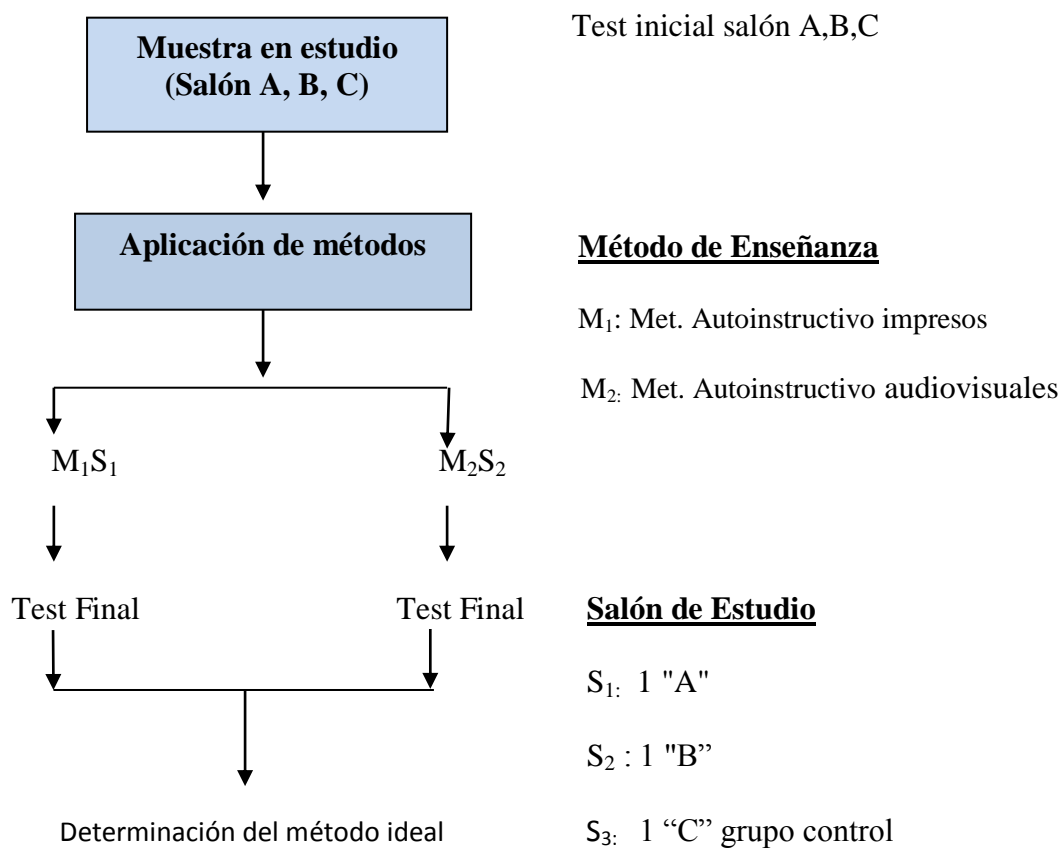 Test inicial salón A,B,C
Muestra en estudio
(Salón A, B, C)
Aplicación de métodos
Método de Enseñanza
M₁: Met. Autoinstructivo impresos
M₂: Met. Autoinstructivo audiovisuales
M₁S₁ M₂S₂
Test Final Test Final
Salón de Estudio
S₁: 1 "A"
S₂ : 1 "B”
S₃: 1 “C” grupo control
Determinación del método ideal